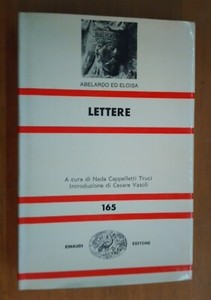 ABELARDO ED ELOISA
LETTERE
A cura di Nada Cappelletti Truci
Introduzione di Cesare Vasoli
165
EINAUDI EDITORE